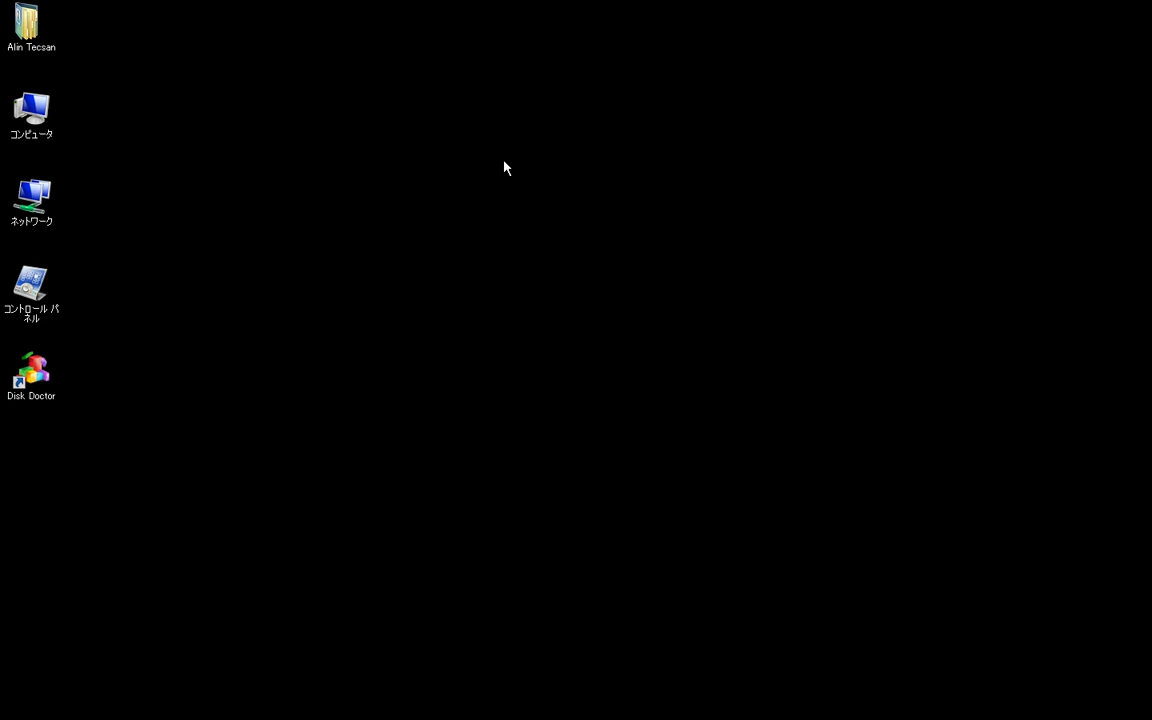 Alin Tecsan
コンピュータ
ネットワーク
コントロール パ
ネル
Disk Doctor